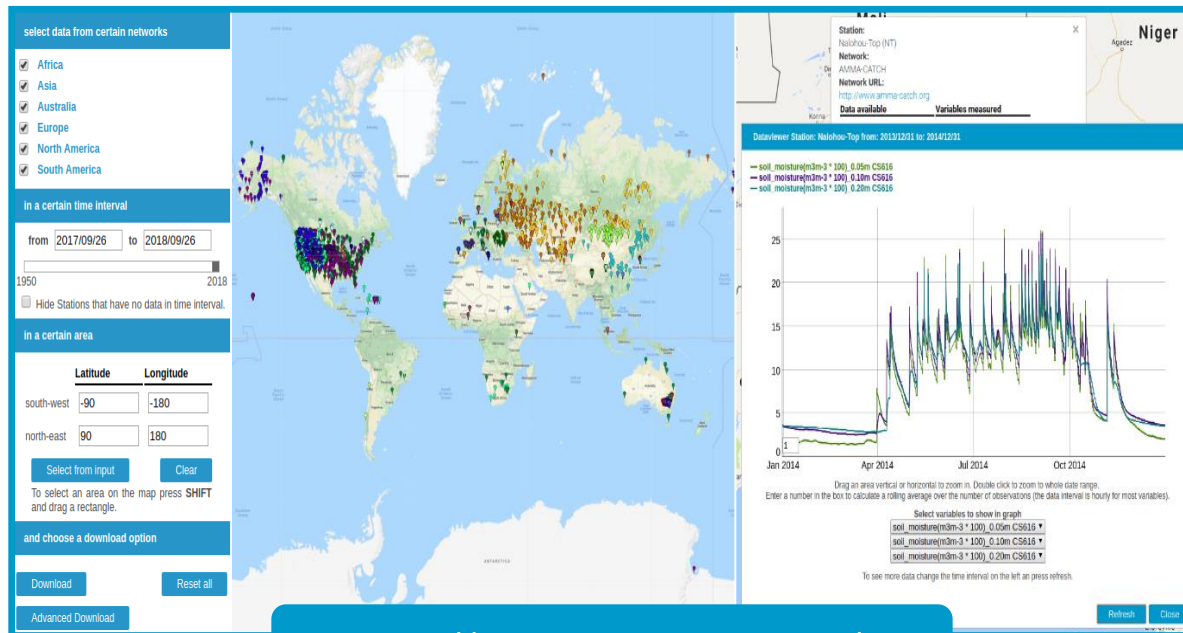 select data from certain networks
Africa
Asia
Australia
Europe
North America
South America
in a certain time interval
from 2017/09/26 to 2018/09/26
1950 2018
Hide Stations that have no data in time interval.
in a certain area
Latitude Longitude
south-west -90 -180
north-east 90 180
Select from input Clear
To select an area on the map press SHIFT
and drag a rectangle.
and choose a download option
Download Reset all
Advanced Download
ANTARCTICA
Mali
Niger
Agadez
Station:
Nalohou-Top (NT)
Network:
AMMA-CATCH
Network URL:
http://www.amma-catch.org
Data available Variables measured
Dataviewer Station: Nalohou-Top from: 2013/12/31 to: 2014/12/31
soil_moisture(m3m-3 * 100)_0.05m CS616
soil_moisture(m3m-3 * 100)_0.10m CS616
soil_moisture(m3m-3 * 100)_0.20m CS616
25
20
15
10
5
0
1
Jan 2014 Apr 2014 Jul 2014 Oct 2014
Drag an area vertical or horizontal to zoom in. Double click to zoom to whole date range.
Enter a number in the box to calculate a rolling average over the number of observations (the data interval is hourly for most variables).
Select variables to show in graph
soil_moisture(m3m-3 * 100)_0.05m CS616
soil_moisture(m3m-3 * 100)_0.10m CS616
soil_moisture(m3m-3 * 100)_0.20m CS616
To see more data change the time interval on the left an press refresh.
Refresh Close